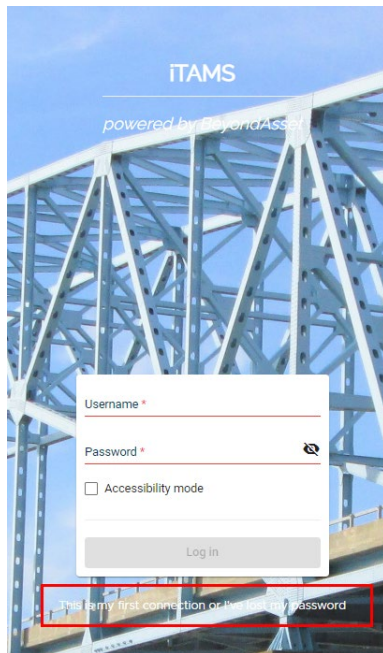 iTAMS
powered by BeyondAsset
Username *
Password *
Accessibility mode
Log in
This is my first connection or I've lost my password